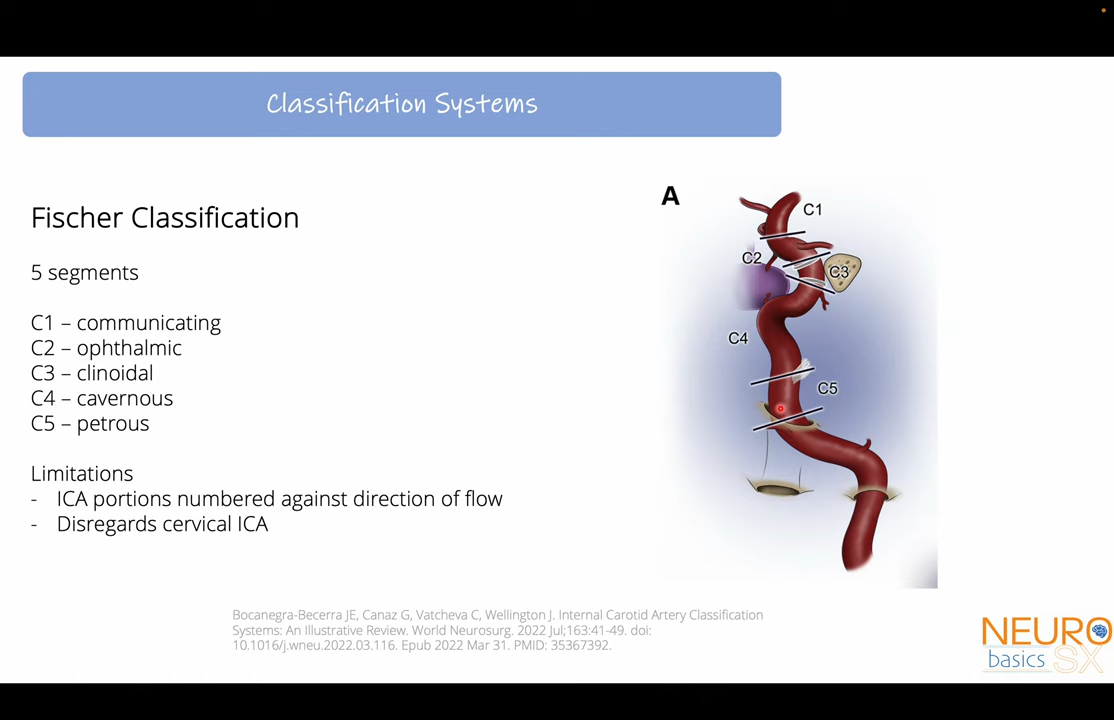 Classification Systems
Fischer Classification
5 segments
C1 – communicating
C2 – ophthalmic
C3 – clinoidal
C4 – cavernous
C5 – petrous
Limitations
- ICA portions numbered against direction of flow
- Disregards cervical ICA
A
C1
C2
C3
C4
C5
Bocanegra-Becerra JE, Canaz G, Vatcheva C, Wellington J. Internal Carotid Artery Classification
Systems: An Illustrative Review. World Neurosurg. 2022 Jul;163:41-49. doi:
10.1016/j.wneu.2022.03.116. Epub 2022 Mar 31. PMID: 35367392.
NEURO
basics SX